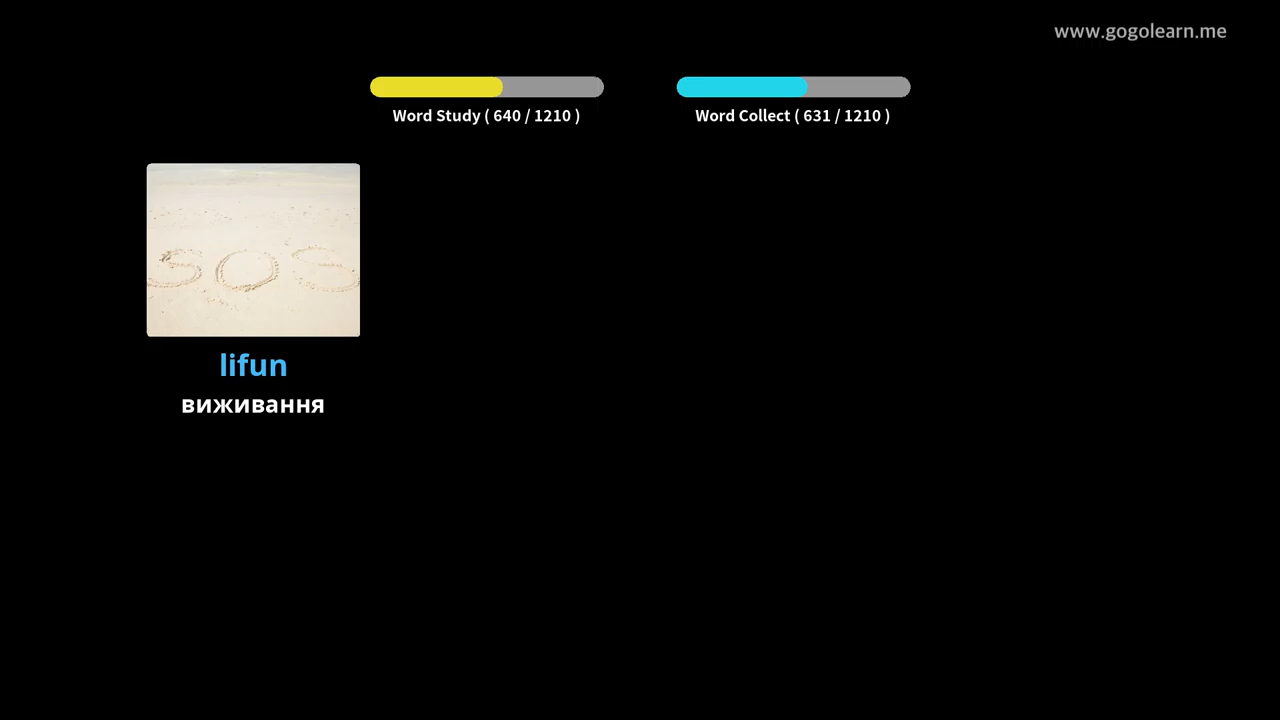 www.gogolearn.me
Word Study ( 640 / 1210 )
Word Collect ( 631 / 1210 )
SOS
lifun
виживання